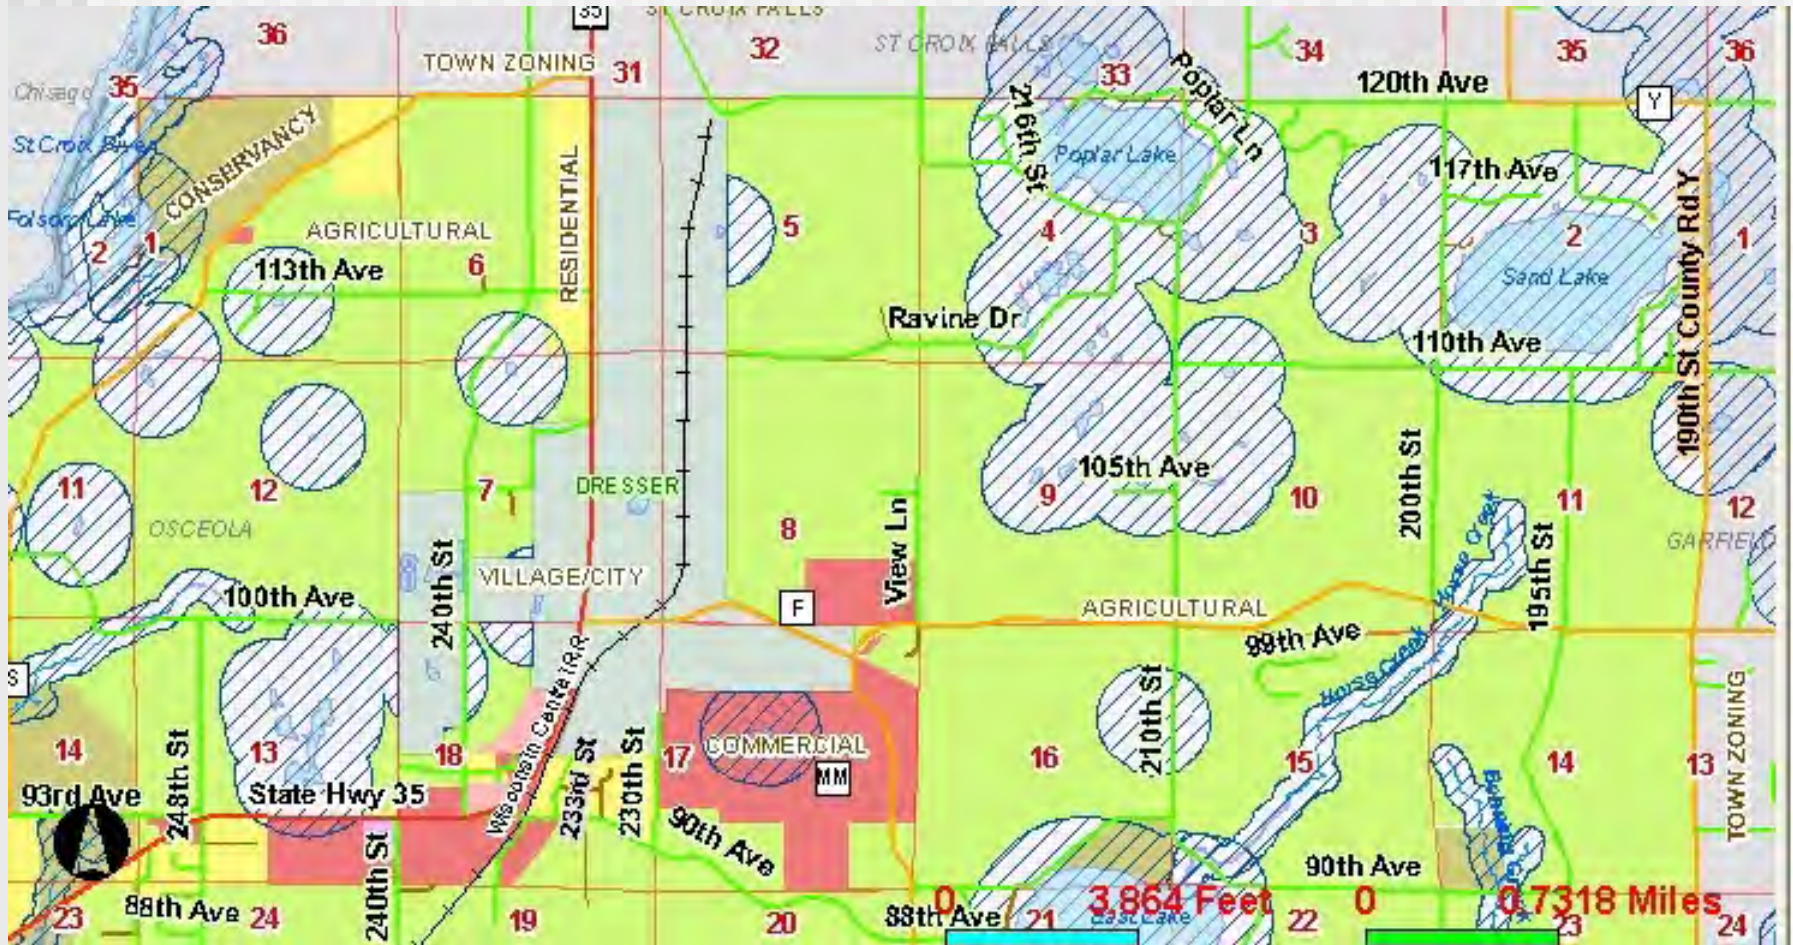 35
ST CROIX FALLS
36
32
ST CROIX FALLS
34
35
36
TOWN ZONING
31
33
Poplar Ln
120th Ave
Chisago
35
Y
216th St
CONSERVANCY
St Croix River
Poplar Lake
117th Ave
RESIDENTIAL
190th St County Rd Y
Folsom Lake
2
1
AGRICULTURAL
5
4
3
2
1
113th Ave
6
Sand Lake
Ravine Dr
110th Ave
105th Ave
200th St
11
12
7
DRESSER
9
10
11
12
OSCEOLA
8
View Ln
Horse Creek
195th St
GARFIELD
240th St
VILLAGE/CITY
100th Ave
F
AGRICULTURAL
99th Ave
S
Horse Creek
Wisconsin Central RR
210th St
TOWN ZONING
14
13
18
17
COMMERCIAL
16
15
14
13
248th St
233rd St
230th St
MM
93rd Ave
State Hwy 35
90th Ave
240th St
90th Ave
0
3,864 Feet
0
0.7318 Miles
23
88th Ave
24
19
20
88th Ave
21
East Lake
22
23
24